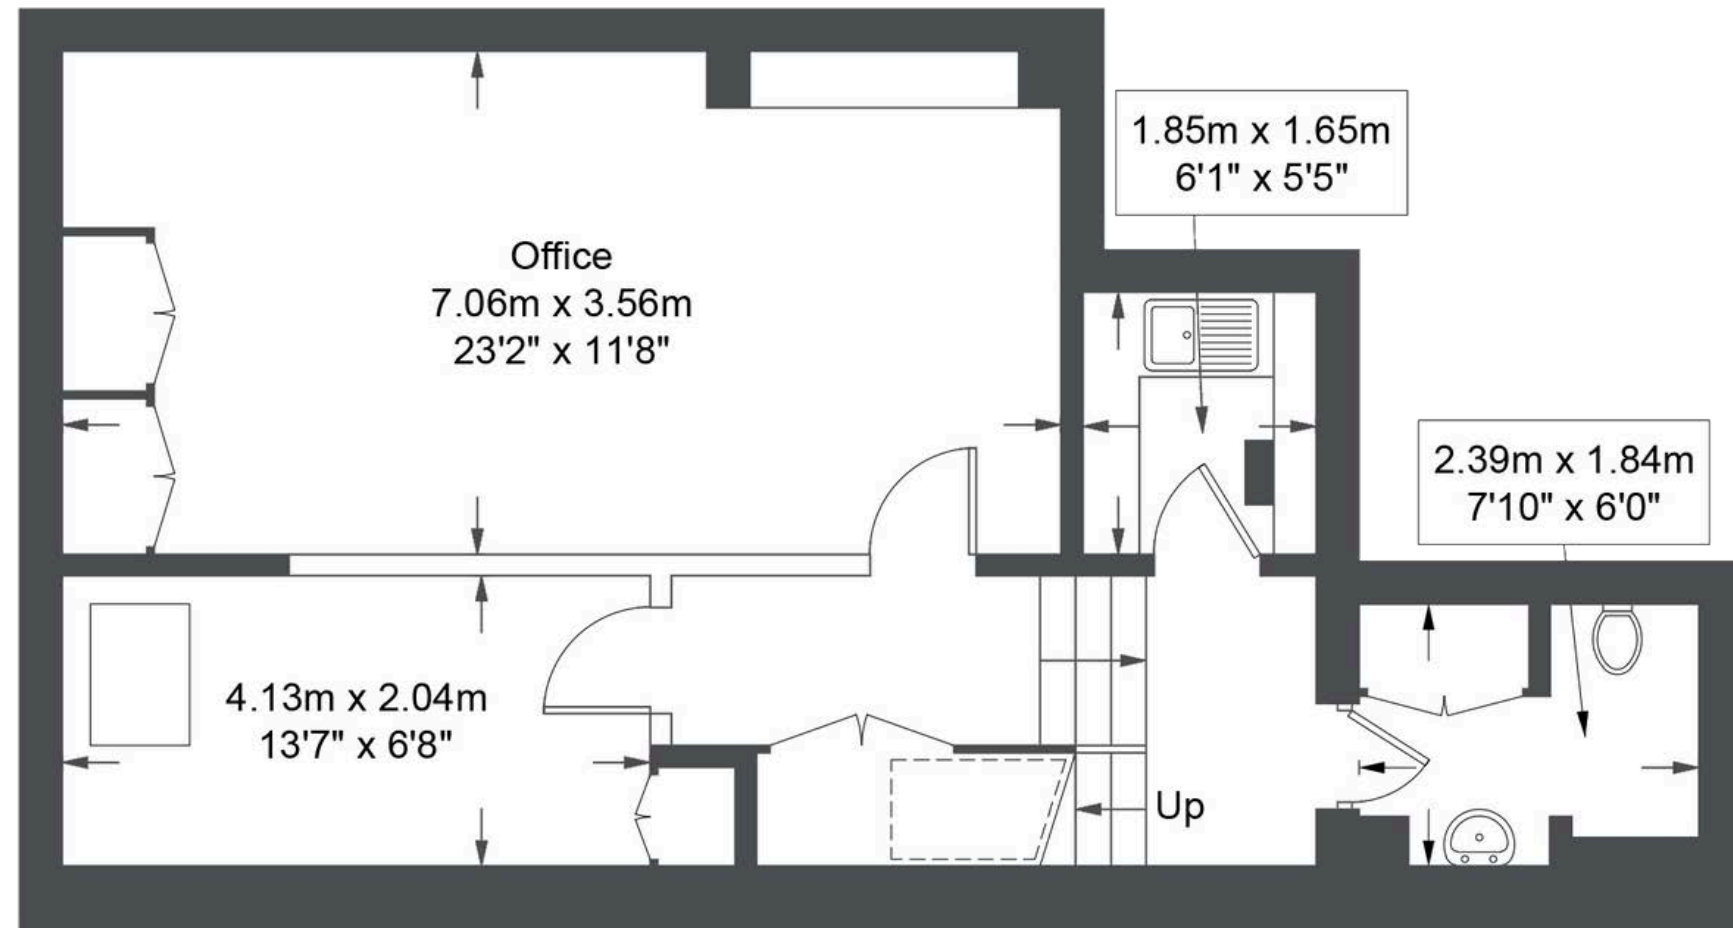 1.85m x 1.65m
6'1" x 5'5"
Office
7.06m x 3.56m
23'2" x 11'8"
2.39m x 1.84m
7'10" x 6'0"
4.13m x 2.04m
13'7" x 6'8"
Up